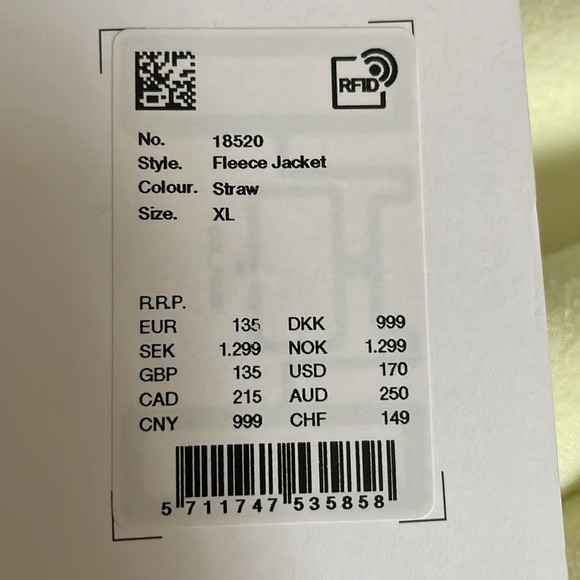 RFID
No. 18520
Style. Fleece Jacket
Colour. Straw
Size. XL
R.R.P.
EUR 135 DKK 999
SEK 1.299 NOK 1.299
GBP 135 USD 170
CAD 215 AUD 250
CNY 999 CHF 149
5 711747 535858